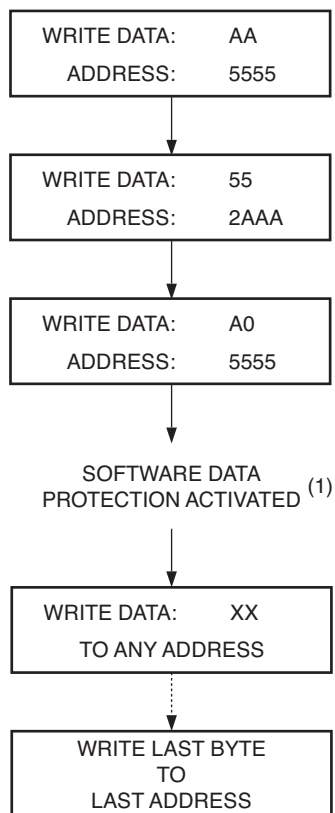 WRITE DATA: AA
ADDRESS: 5555
WRITE DATA: 55
ADDRESS: 2AAA
WRITE DATA: A0
ADDRESS: 5555
SOFTWARE DATA
PROTECTION ACTIVATED (1)
WRITE DATA: XX
TO ANY ADDRESS
WRITE LAST BYTE
TO
LAST ADDRESS